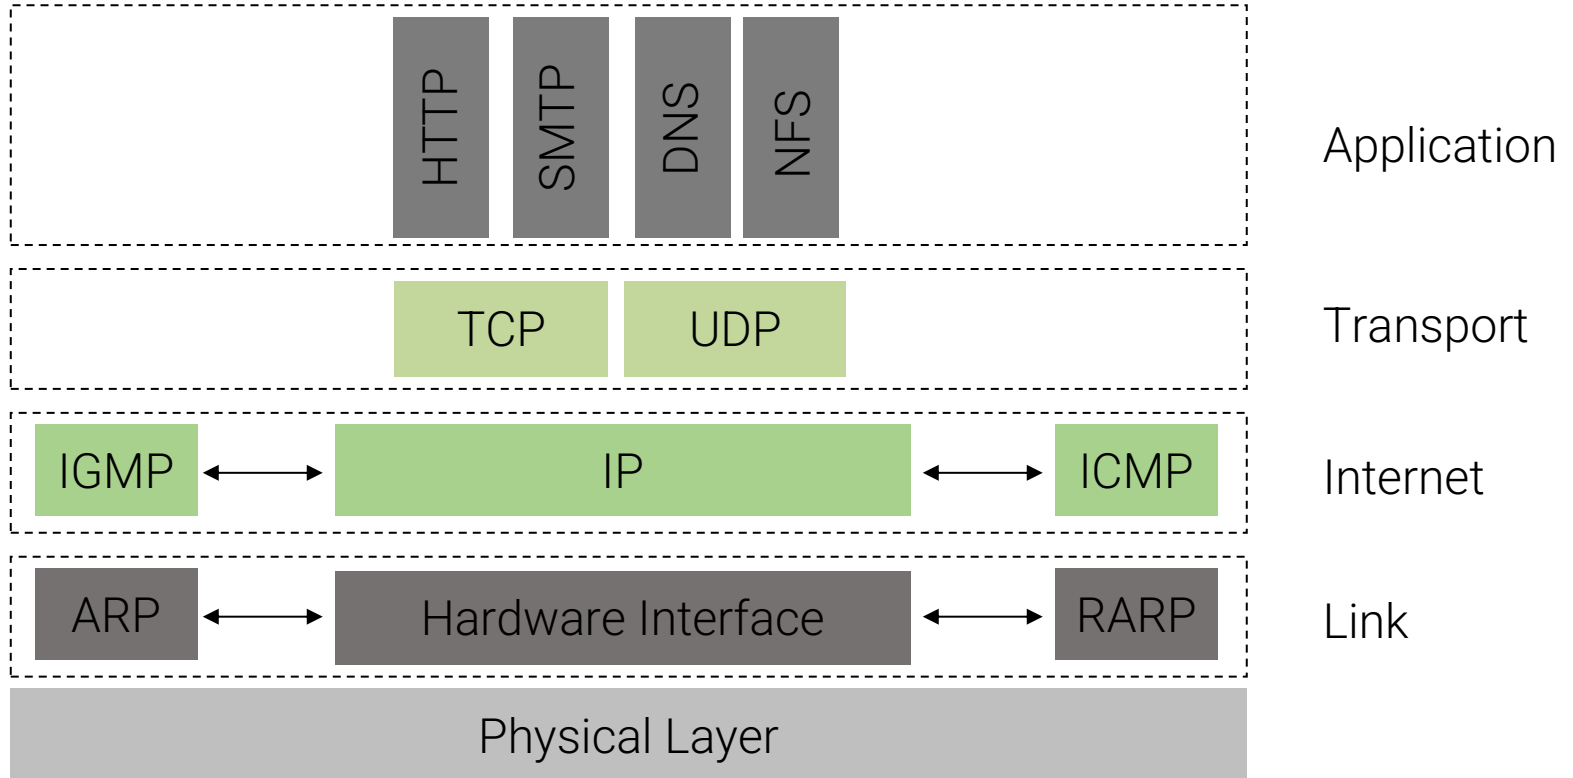 HTTP
SMTP
DNS
NFS
Application
TCP
UDP
Transport
IGMP
IP
ICMP
Internet
ARP
Hardware Interface
RARP
Link
Physical Layer